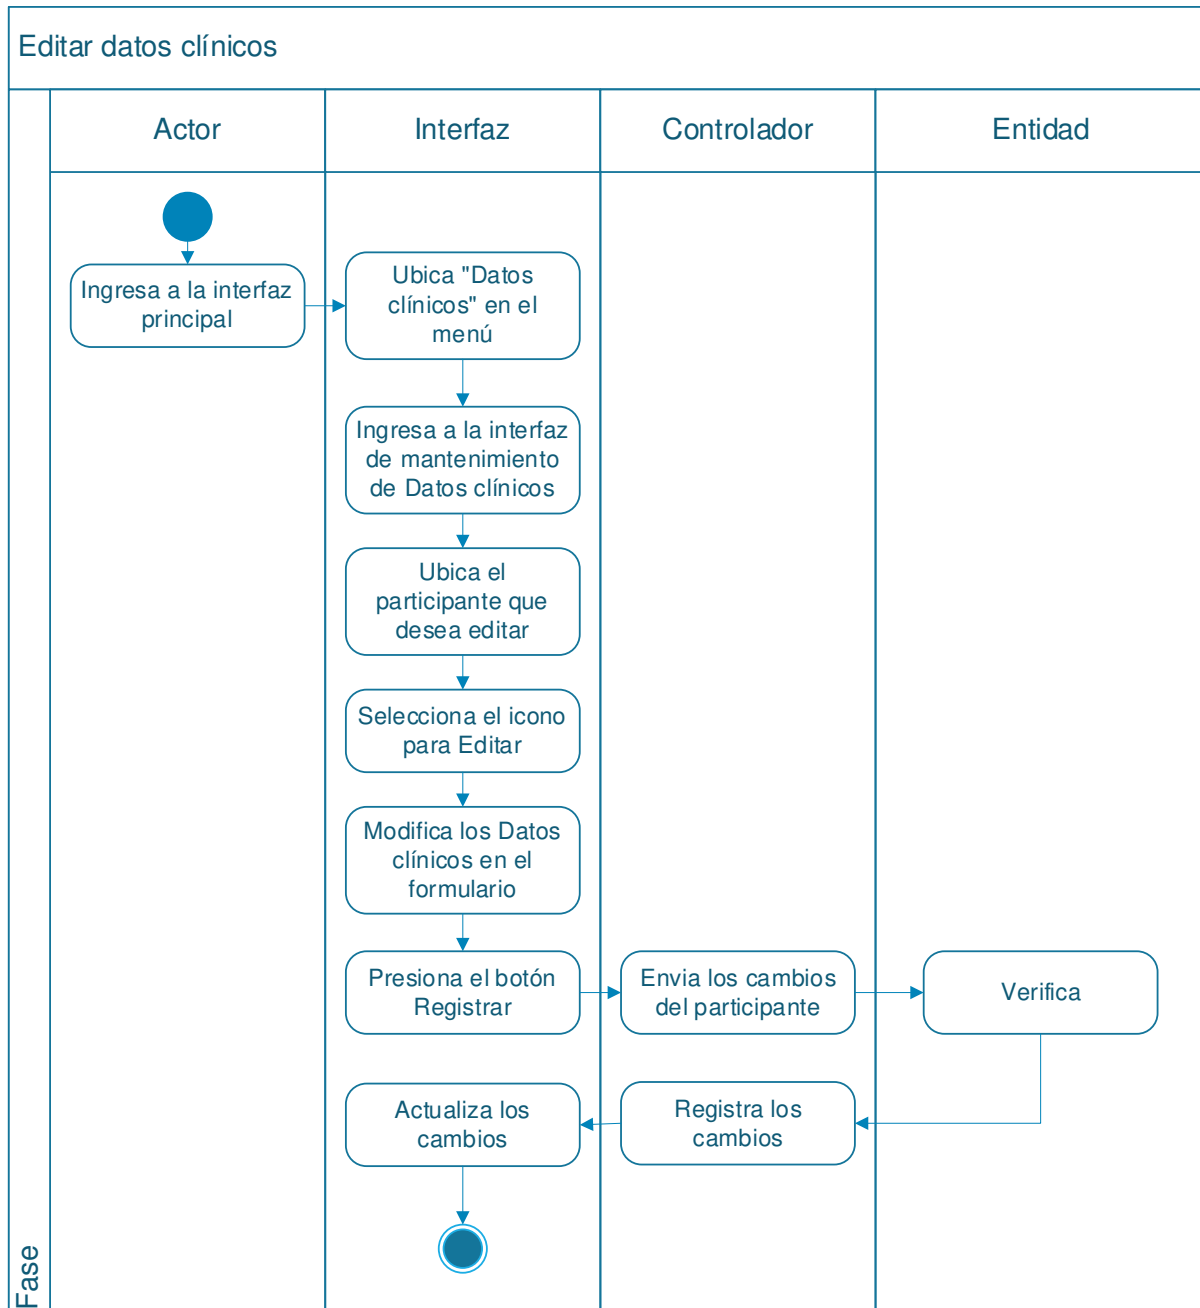 Editar datos clínicos
Actor
Interfaz
Controlador
Entidad
Ingresa a la interfaz
principal
Ubica "Datos
clínicos" en el
menú
Ingresa a la interfaz
de mantenimiento
de Datos clínicos
Ubica el
participante que
desea editar
Selecciona el icono
para Editar
Modifica los Datos
clínicos en el
formulario
Presiona el botón
Registrar
Envia los cambios
del participante
Verifica
Actualiza los
cambios
Registra los
cambios
Fase